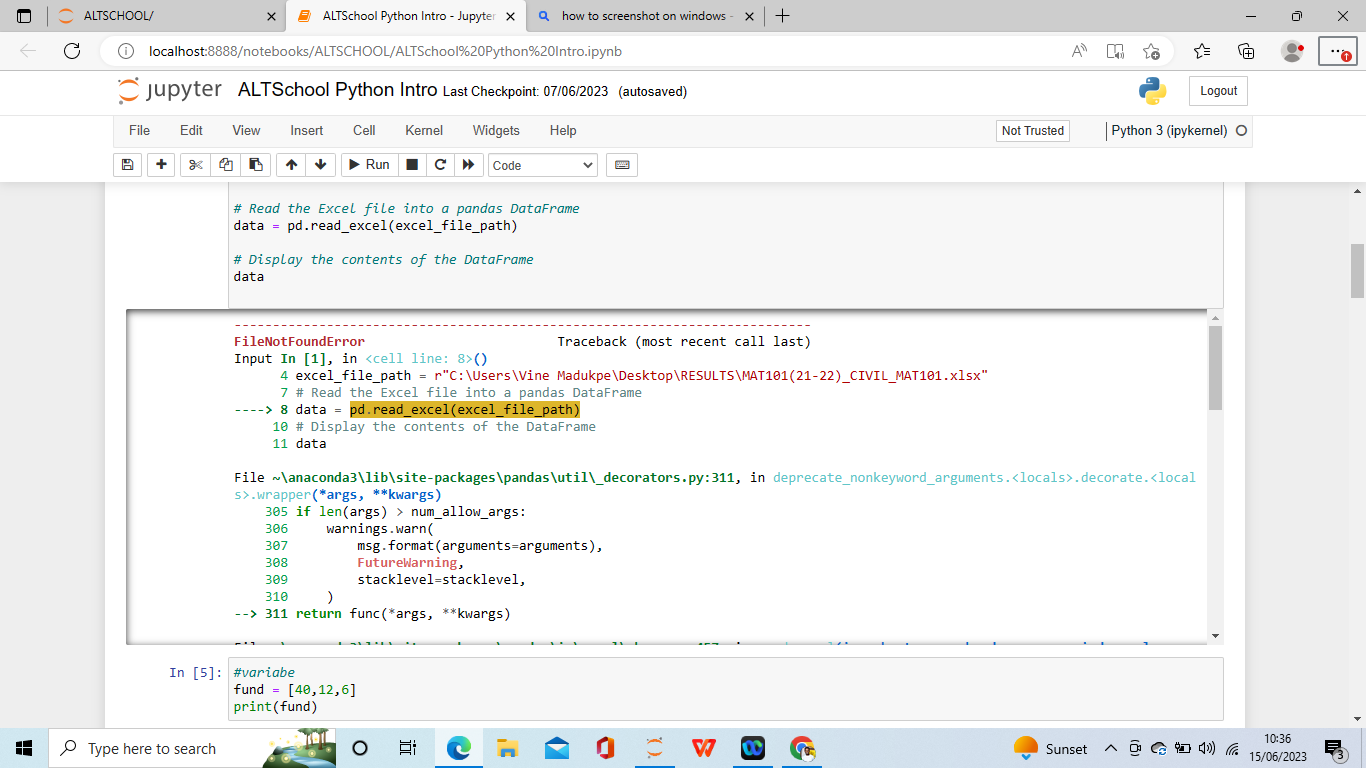 ALTSCHOOL/
ALTSchool Python Intro - Jupyter
how to screenshot on windows -
localhost:8888/notebooks/ALTSCHOOL/ALTSchool%20Python%20Intro.ipynb
jupyter ALTSchool Python Intro Last Checkpoint: 07/06/2023 (autosaved)
Logout
File Edit View Insert Cell Kernel Widgets Help
Not Trusted
Python 3 (ipykernel)
Run
Code
# Read the Excel file into a pandas DataFrame
data = pd.read_excel(excel_file_path)
# Display the contents of the DataFrame
data
---------------------------------------------------------------------------
FileNotFoundError Traceback (most recent call last)
Input In [1], in <cell line: 8>()
4 excel_file_path = r"C:\Users\Vine Madukpe\Desktop\RESULTS\MAT101(21-22)_CIVIL_MAT101.xlsx"
7 # Read the Excel file into a pandas DataFrame
----> 8 data = pd.read_excel(excel_file_path)
10 # Display the contents of the DataFrame
11 data
File ~\anaconda3\lib\site-packages\pandas\util\_decorators.py:311, in deprecate_nonkeyword_arguments.<locals>.decorate.<local
s>.wrapper(*args, **kwargs)
305 if len(args) > num_allow_args:
306 warnings.warn(
307 msg.format(arguments=arguments),
308 FutureWarning,
309 stacklevel=stacklevel,
310 )
--> 311 return func(*args, **kwargs)
In [5]:
#variabe
fund = [40,12,6]
print(fund)
Type here to search
Sunset
10:36
15/06/2023
3